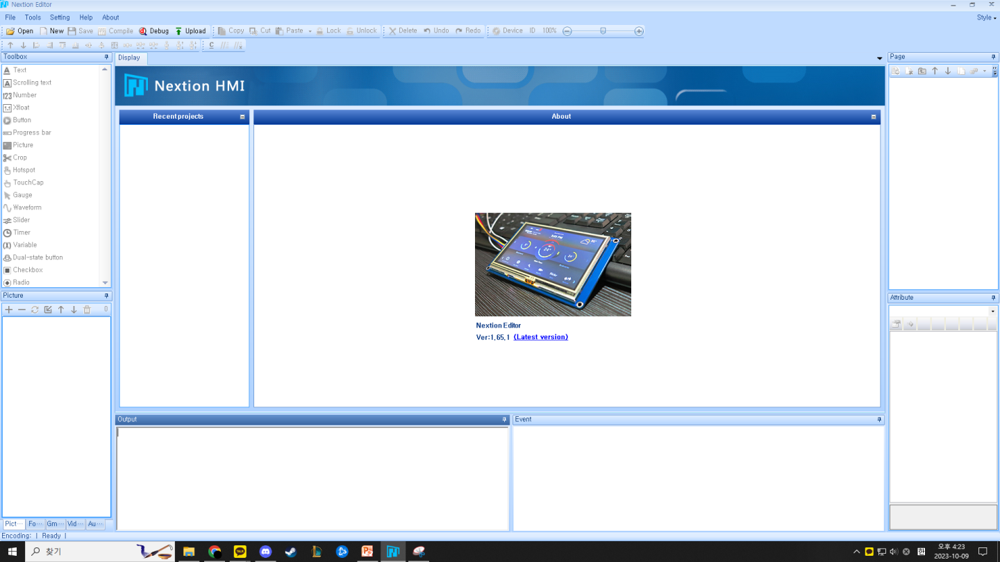 Nextion Editor
File Tools Setting Help About Style
Open New Save Compile Debug Upload Copy Cut Paste Lock Unlock Delete Undo Redo Device ID 100%
Toolbox
Text
Scrolling text
Number
Xfloat
Button
Progress bar
Picture
Crop
Hotspot
TouchCap
Gauge
Waveform
Slider
Timer
Variable
Dual-state button
Checkbox
Radio
Picture
0
Pict... Fo... Gm... Vid... Au...
Display
Nextion HMI
Recent projects
About
Nextion Editor
Ver:1.65.1 (Latest version)
Output
Event
Page
Attribute
Encoding: | Ready |
찾기
오후 4:23
2023-10-09